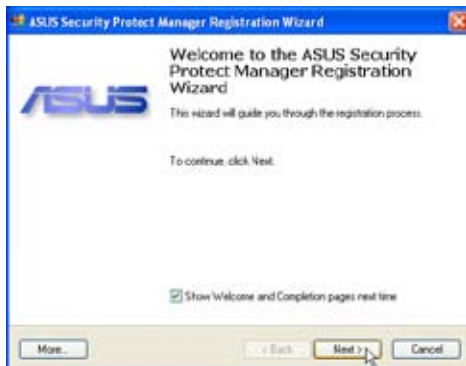 ASUS Security Protect Manager Registration Wizard
Welcome to the ASUS Security
Protect Manager Registration
Wizard
ASUS
This wizard will guide you through the registration process.
To continue, click Next.
Show Welcome and Completion pages next time
More...
< Back
Next >
Cancel